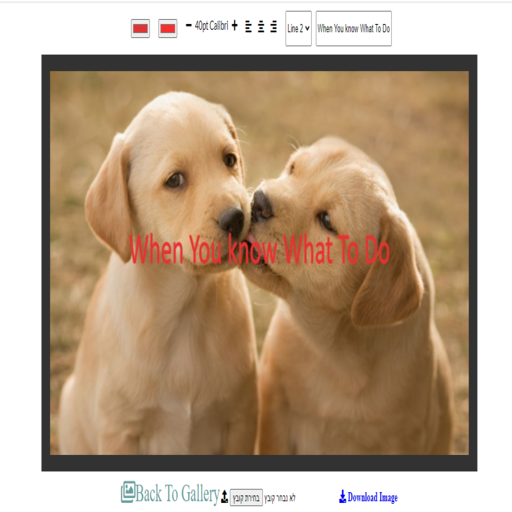 40pt Calibri
Line 2
When You know What To Do
When You know What To Do
Back To Gallery
בחירת קובץ
לא נבחר קובץ
Download Image